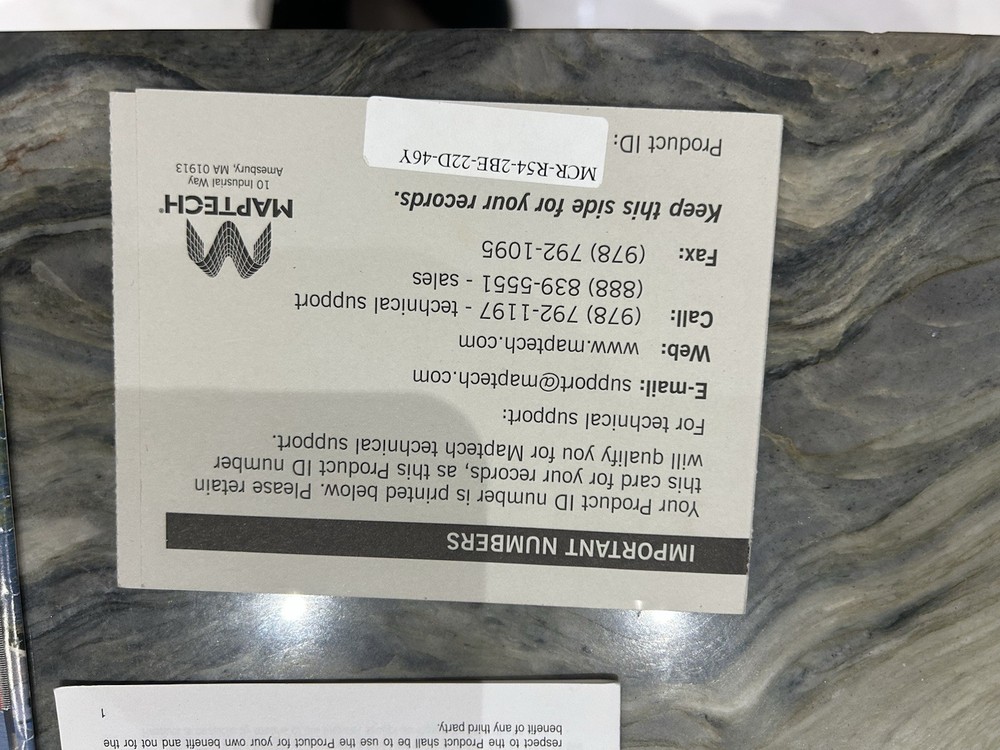 IMPORTANT NUMBERS
Your Product ID number is printed below. Please retain
this card for your records, as this Product ID number
will qualify you for Maptech technical support.
For technical support:
E-mail: support@maptech.com
Web: www.maptech.com
Call: (978) 792-1197 - technical support
(888) 839-5551 - sales
Fax: (978) 792-1095
Keep this side for your records.
Product ID: MCR-R54-2BE-22D-46Y
MAPTECH®
10 Indusrial Way
Amesbury, MA 01913
respect to the Product shall be to use the Product for your own benefit and not for the
benefit of any third party.
1